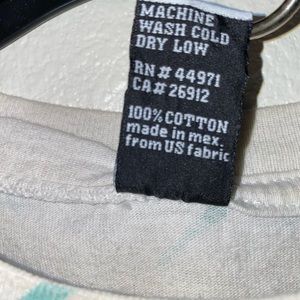 MACHINE
WASH COLD
DRY LOW
RN# 44971
CA# 26912
100% COTTON
made in mex.
from US fabric